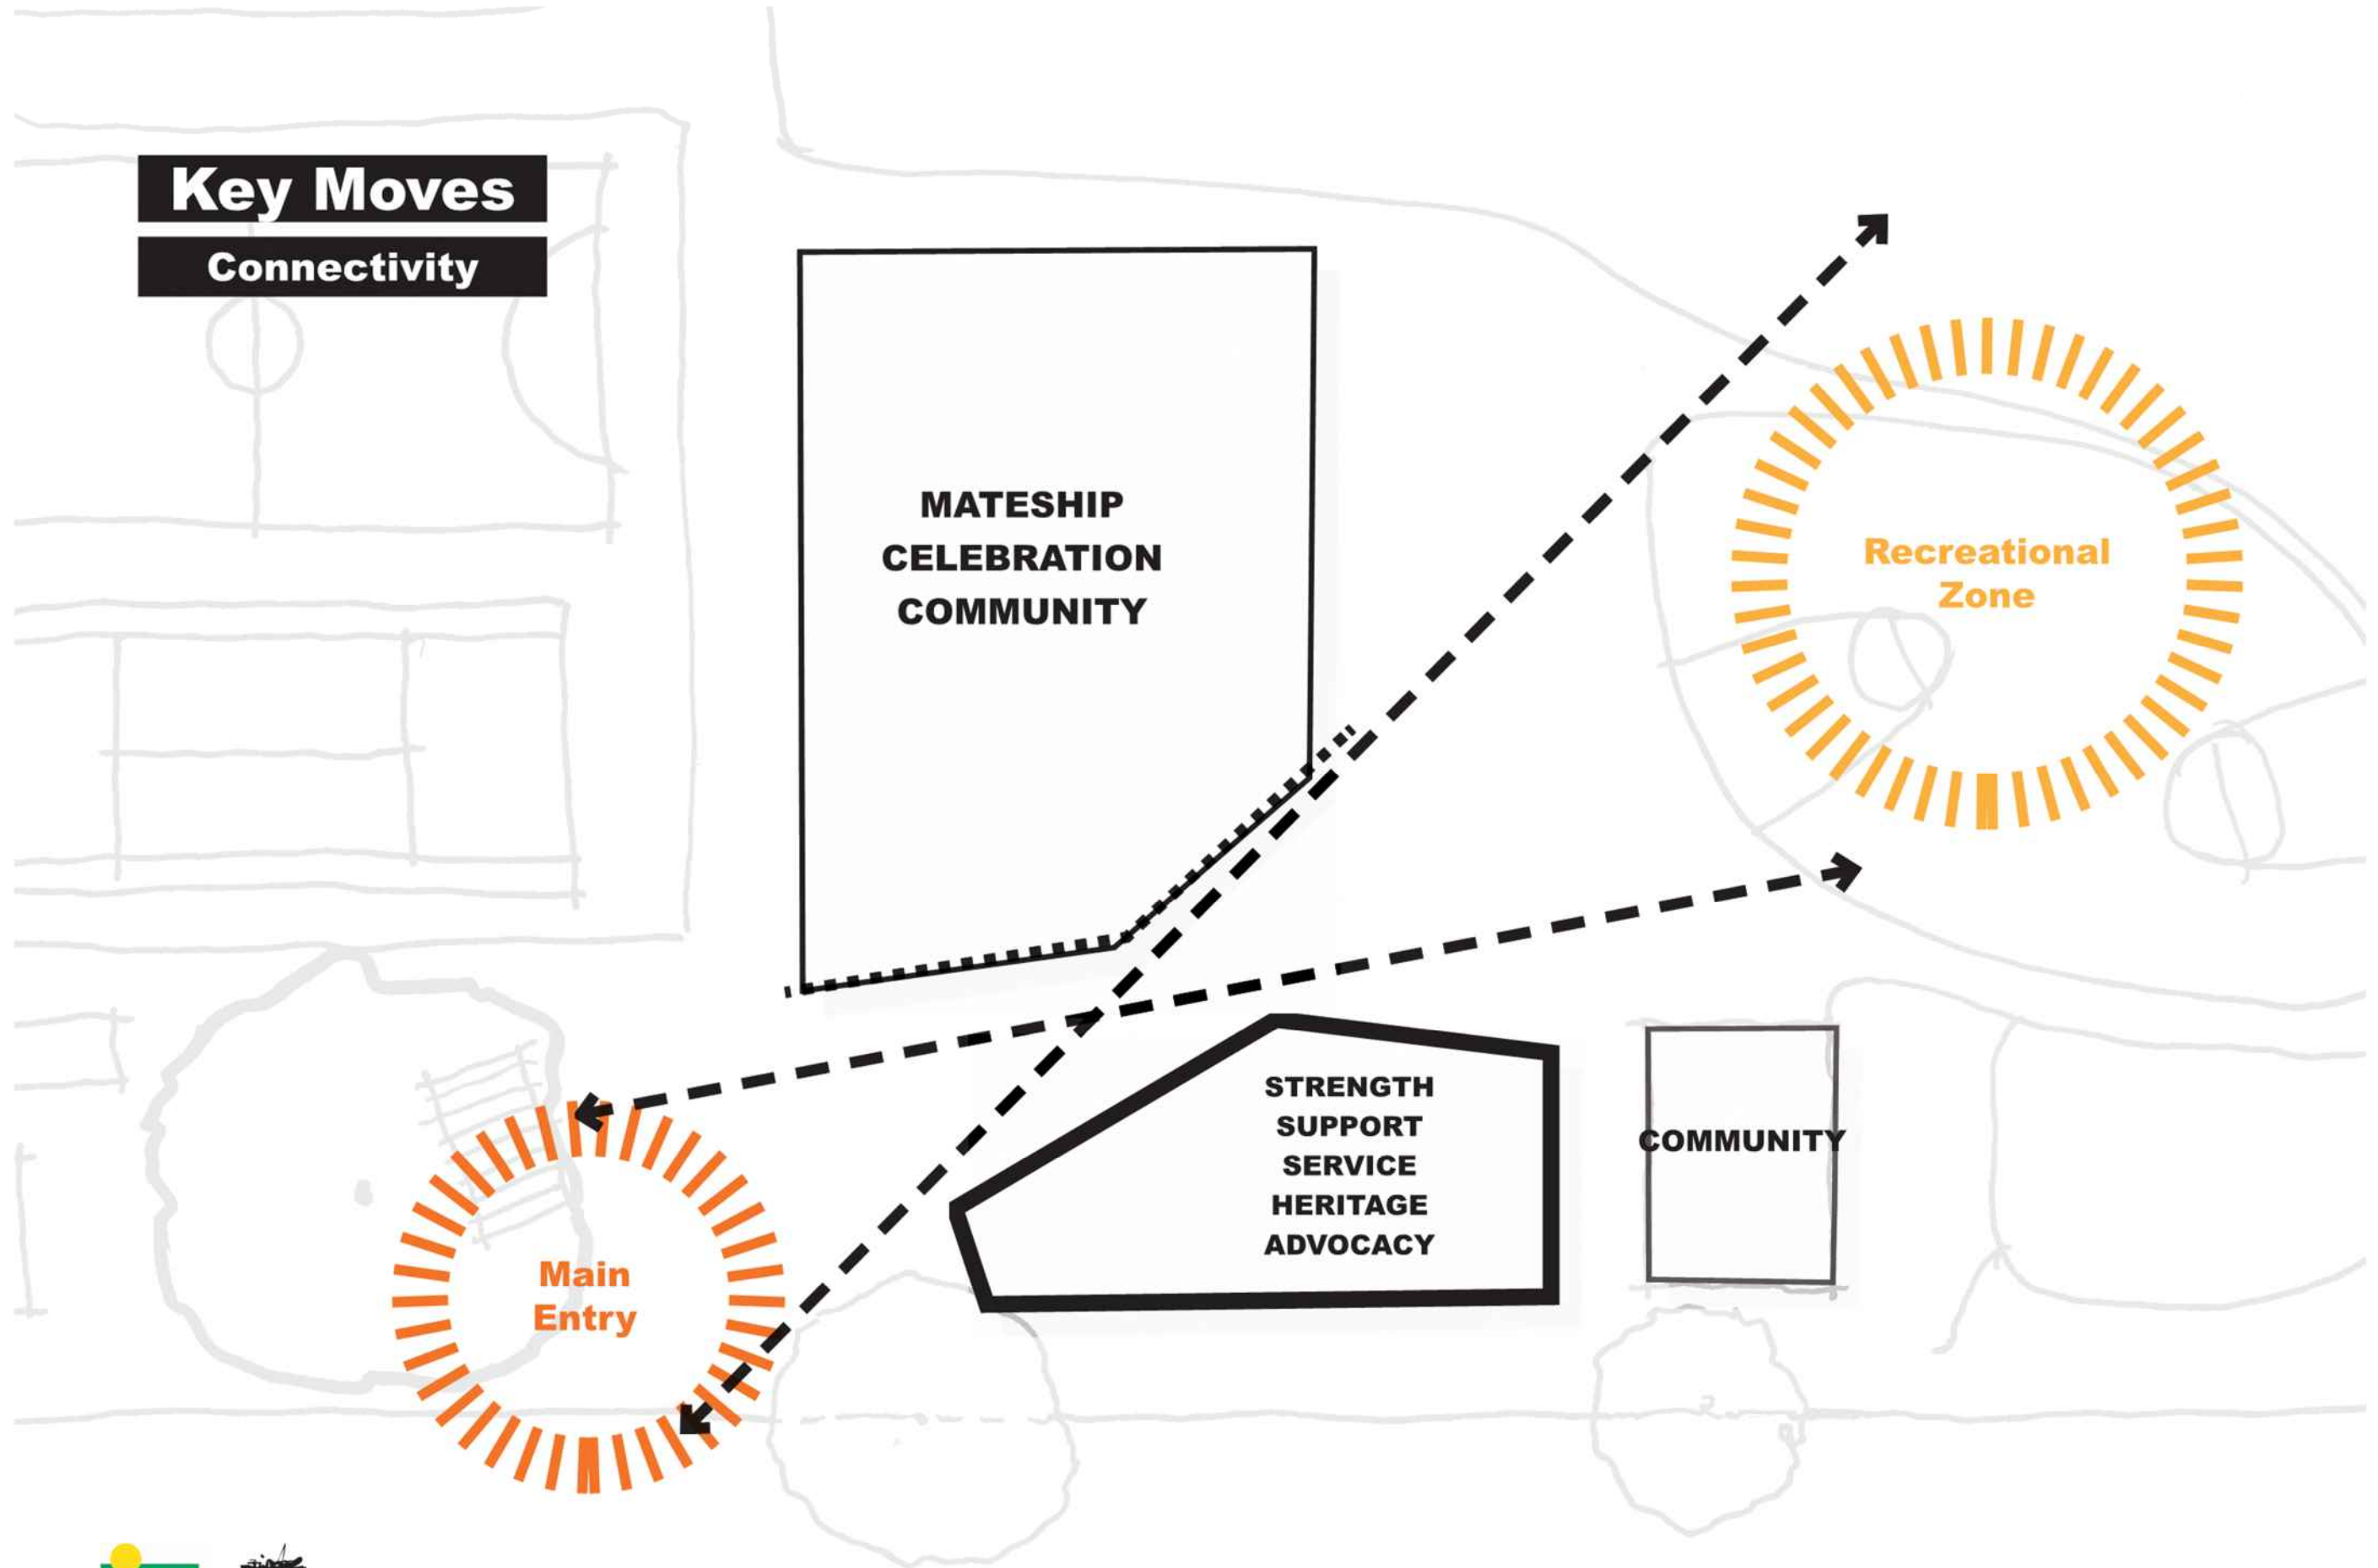 Key Moves
Connectivity
MATESHIP
CELEBRATION
COMMUNITY
Recreational
Zone
STRENGTH
SUPPORT
SERVICE
HERITAGE
ADVOCACY
COMMUNITY
Main
Entry